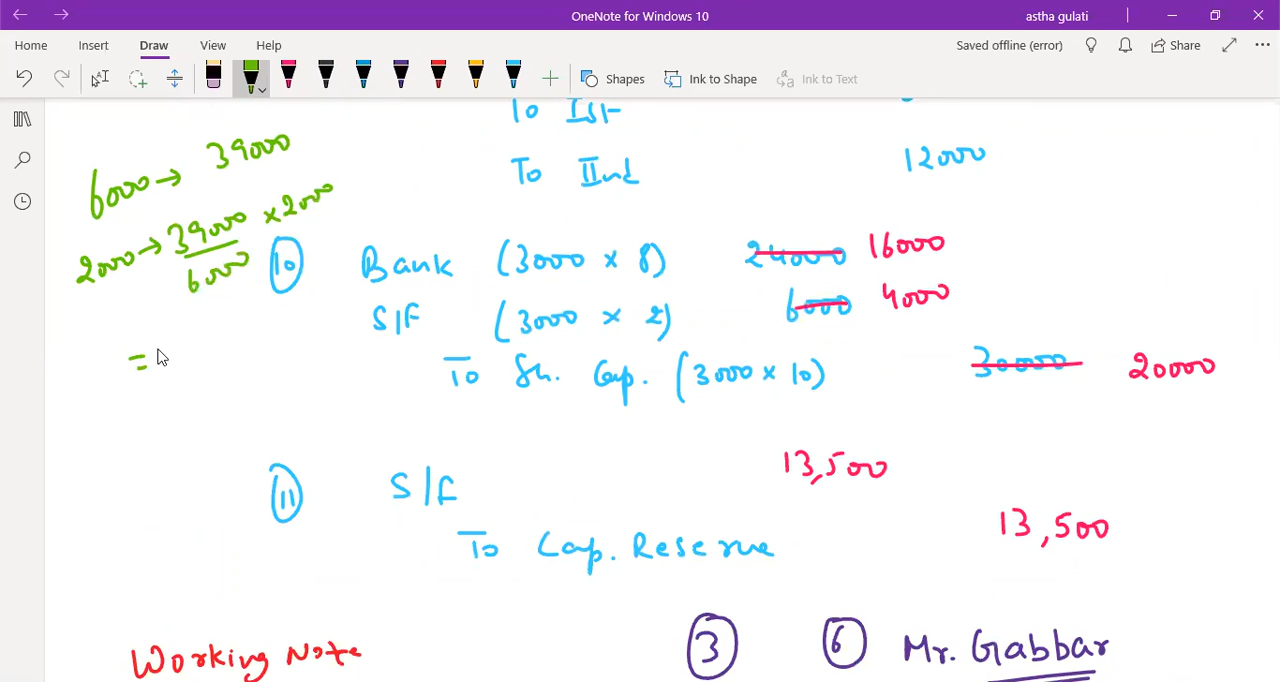 OneNote for Windows 10
astha gulati
Home Insert Draw View Help
Saved offline (error)
Share
Shapes
Ink to Shape
Ink to Text
To Ist
To IInd 12000
6000 → 39000
2000 → 39000/6000 × 2000
=
10 Bank (3000 × 8) 24000 16000
S/F (3000 × 2) 6000 4000
To Sh. Cap. (3000 × 10) 30000 20000
11 S/F 13,500
To Cap. Reserve 13,500
Working Note
3 6 Mr. Gabbar